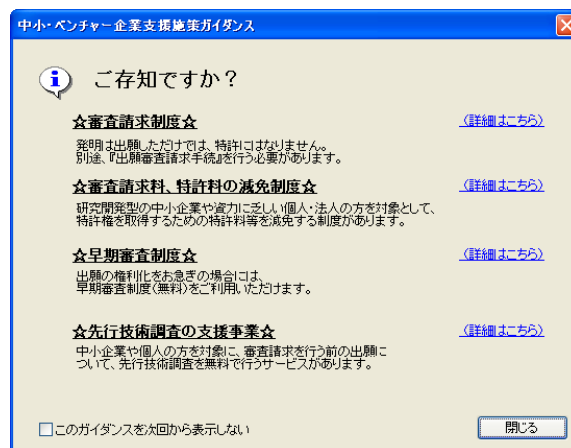 中小・ベンチャー企業支援施策ガイダンス
ご存知ですか？
☆審査請求制度☆
（詳細はこちら）
発明は出願しただけでは、特許にはなりません。
別途、『出願審査請求手続』を行う必要があります。
☆審査請求料、特許料の減免制度☆
（詳細はこちら）
研究開発型の中小企業や資力に乏しい個人・法人の方を対象として、
特許権を取得するための特許料等を減免する制度があります。
☆早期審査制度☆
（詳細はこちら）
出願の権利化をお急ぎの場合には、
早期審査制度（無料）をご利用いただけます。
☆先行技術調査の支援事業☆
（詳細はこちら）
中小企業や個人の方を対象に、審査請求を行う前の出願に
ついて、先行技術調査を無料で行うサービスがあります。
このガイダンスを次回から表示しない
閉じる